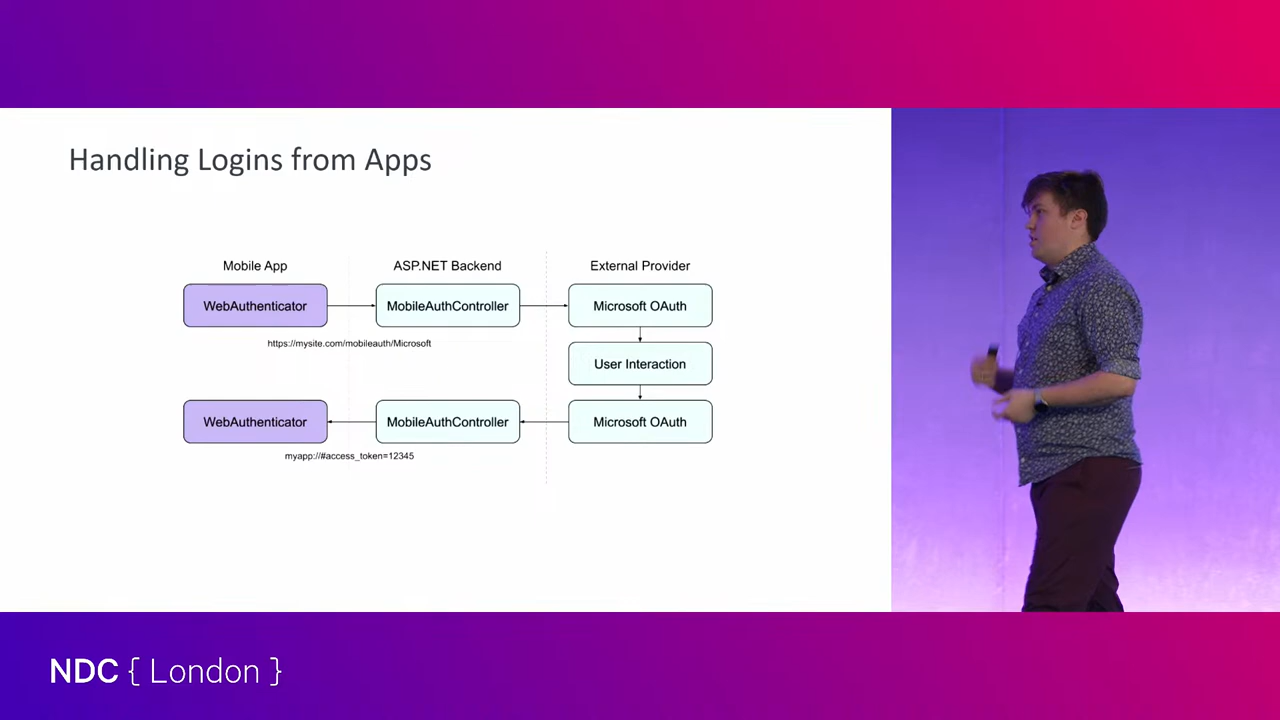 Handling Logins from Apps
Mobile App
ASP.NET Backend
External Provider
WebAuthenticator
MobileAuthController
Microsoft OAuth
https://mysite.com/mobileauth/Microsoft
User Interaction
WebAuthenticator
MobileAuthController
Microsoft OAuth
myapp://#access_token=12345
NDC { London }